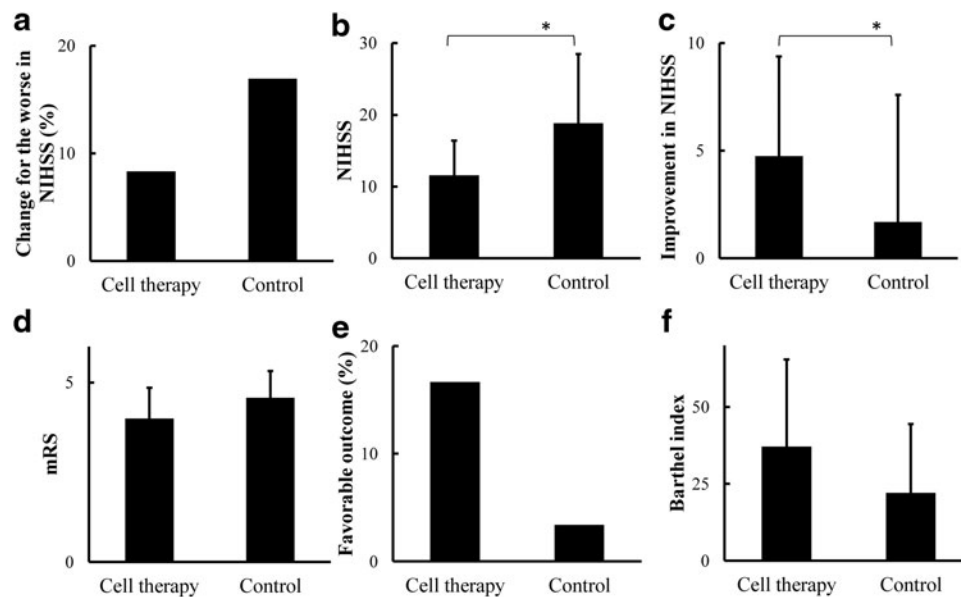 a
Change for the worse in
NIHSS (%)
20
10
0
Cell therapy
Control
b
NIHSS
30
20
10
0
*
Cell therapy
Control
c
Improvement in NIHSS
10
5
0
*
Cell therapy
Control
d
mRS
5
0
Cell therapy
Control
e
Favorable outcome (%)
20
10
0
Cell therapy
Control
f
Barthel index
50
25
0
Cell therapy
Control